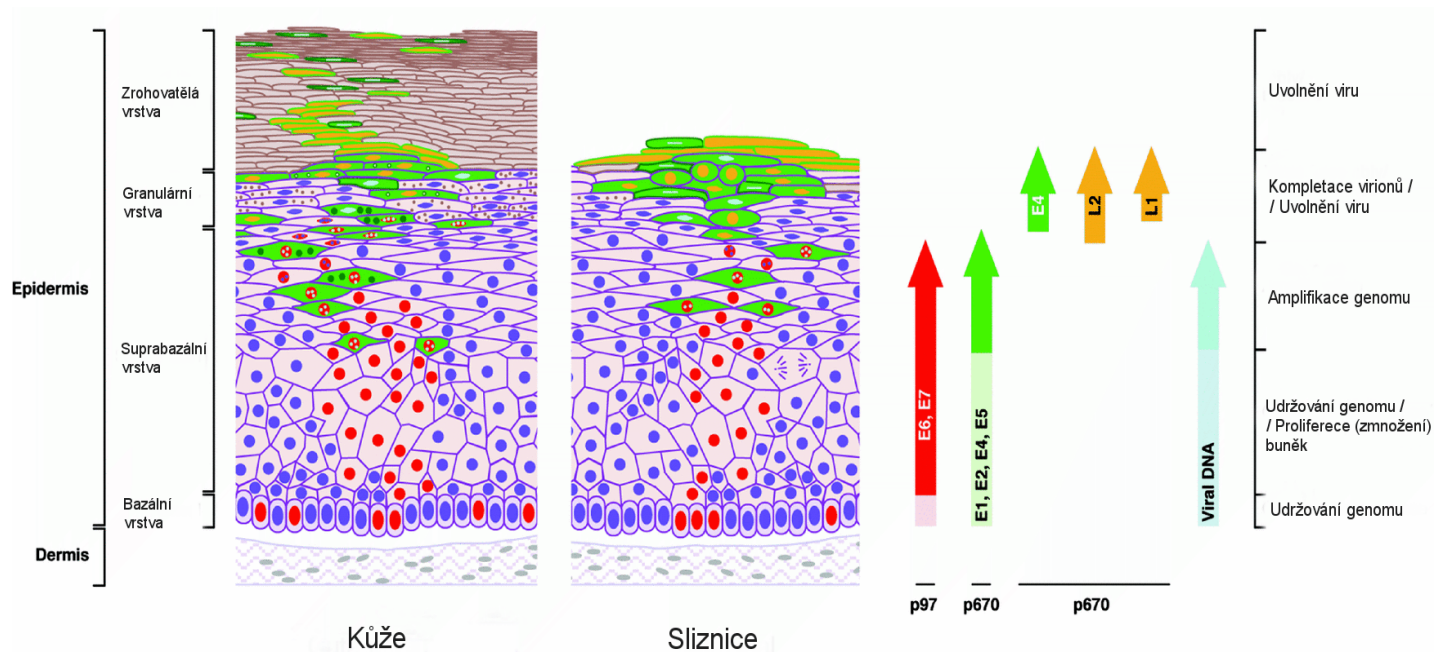 Epidermis
Dermis
Zrohovatělá
vrstva
Granulární
vrstva
Suprabazální
vrstva
Bazální
vrstva
Kůže
Sliznice
E6, E7
E1, E2, E4, E5
E4
L2
L1
Viral DNA
p97
p670
p670
Uvolnění viru
Kompletace virionů /
/ Uvolnění viru
Amplifikace genomu
Udržování genomu /
/ Proliferece (zmnožení)
buněk
Udržování genomu